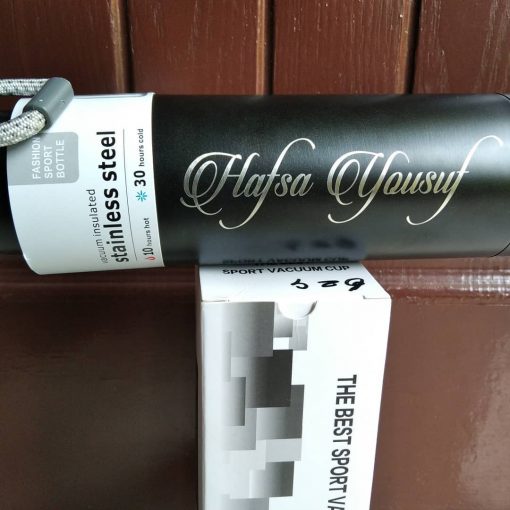 FASHION
SPORT
BOTTLE
vacuum insulated
stainless steel
10 hours hot
30 hours cold
Hafsa Yousuf
SPORT VACUUM CUP
THE BEST SPORT VA